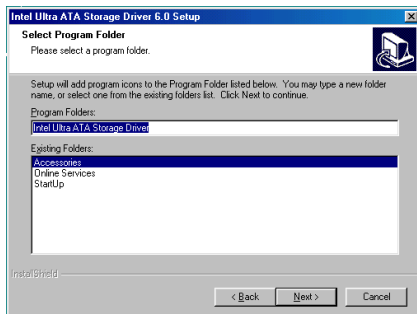 Intel Ultra ATA Storage Driver 6.0 Setup
Select Program Folder
Please select a program folder.
Setup will add program icons to the Program Folder listed below. You may type a new folder
name, or select one from the existing folders list. Click Next to continue.
Program Folders:
Intel Ultra ATA Storage Driver
Existing Folders:
Accessories
Online Services
StartUp
InstallShield
< Back
Next >
Cancel